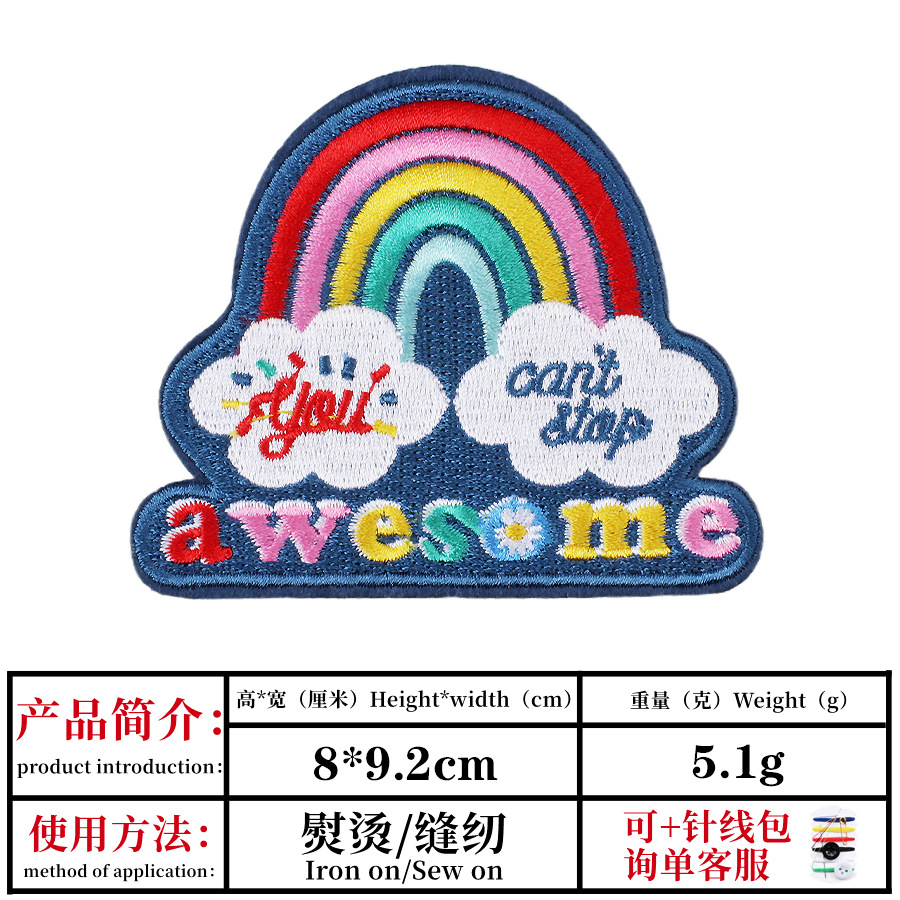 you
can't
stop
awesome
产品简介：
product introduction：
高*宽（厘米）Height*width（cm）
重量（克）Weight（g）
8*9.2cm
5.1g
使用方法：
method of application：
熨烫/缝纫
Iron on/Sew on
可+针线包
询单客服